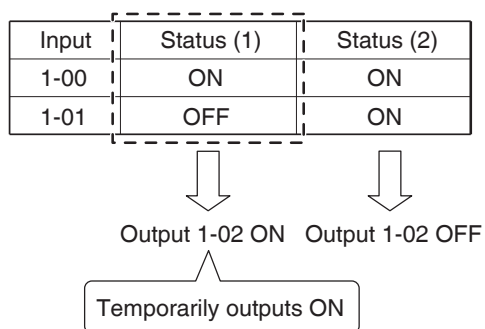 Input Status (1) Status (2)
1-00 ON ON
1-01 OFF ON
Output 1-02 ON Output 1-02 OFF
Temporarily outputs ON